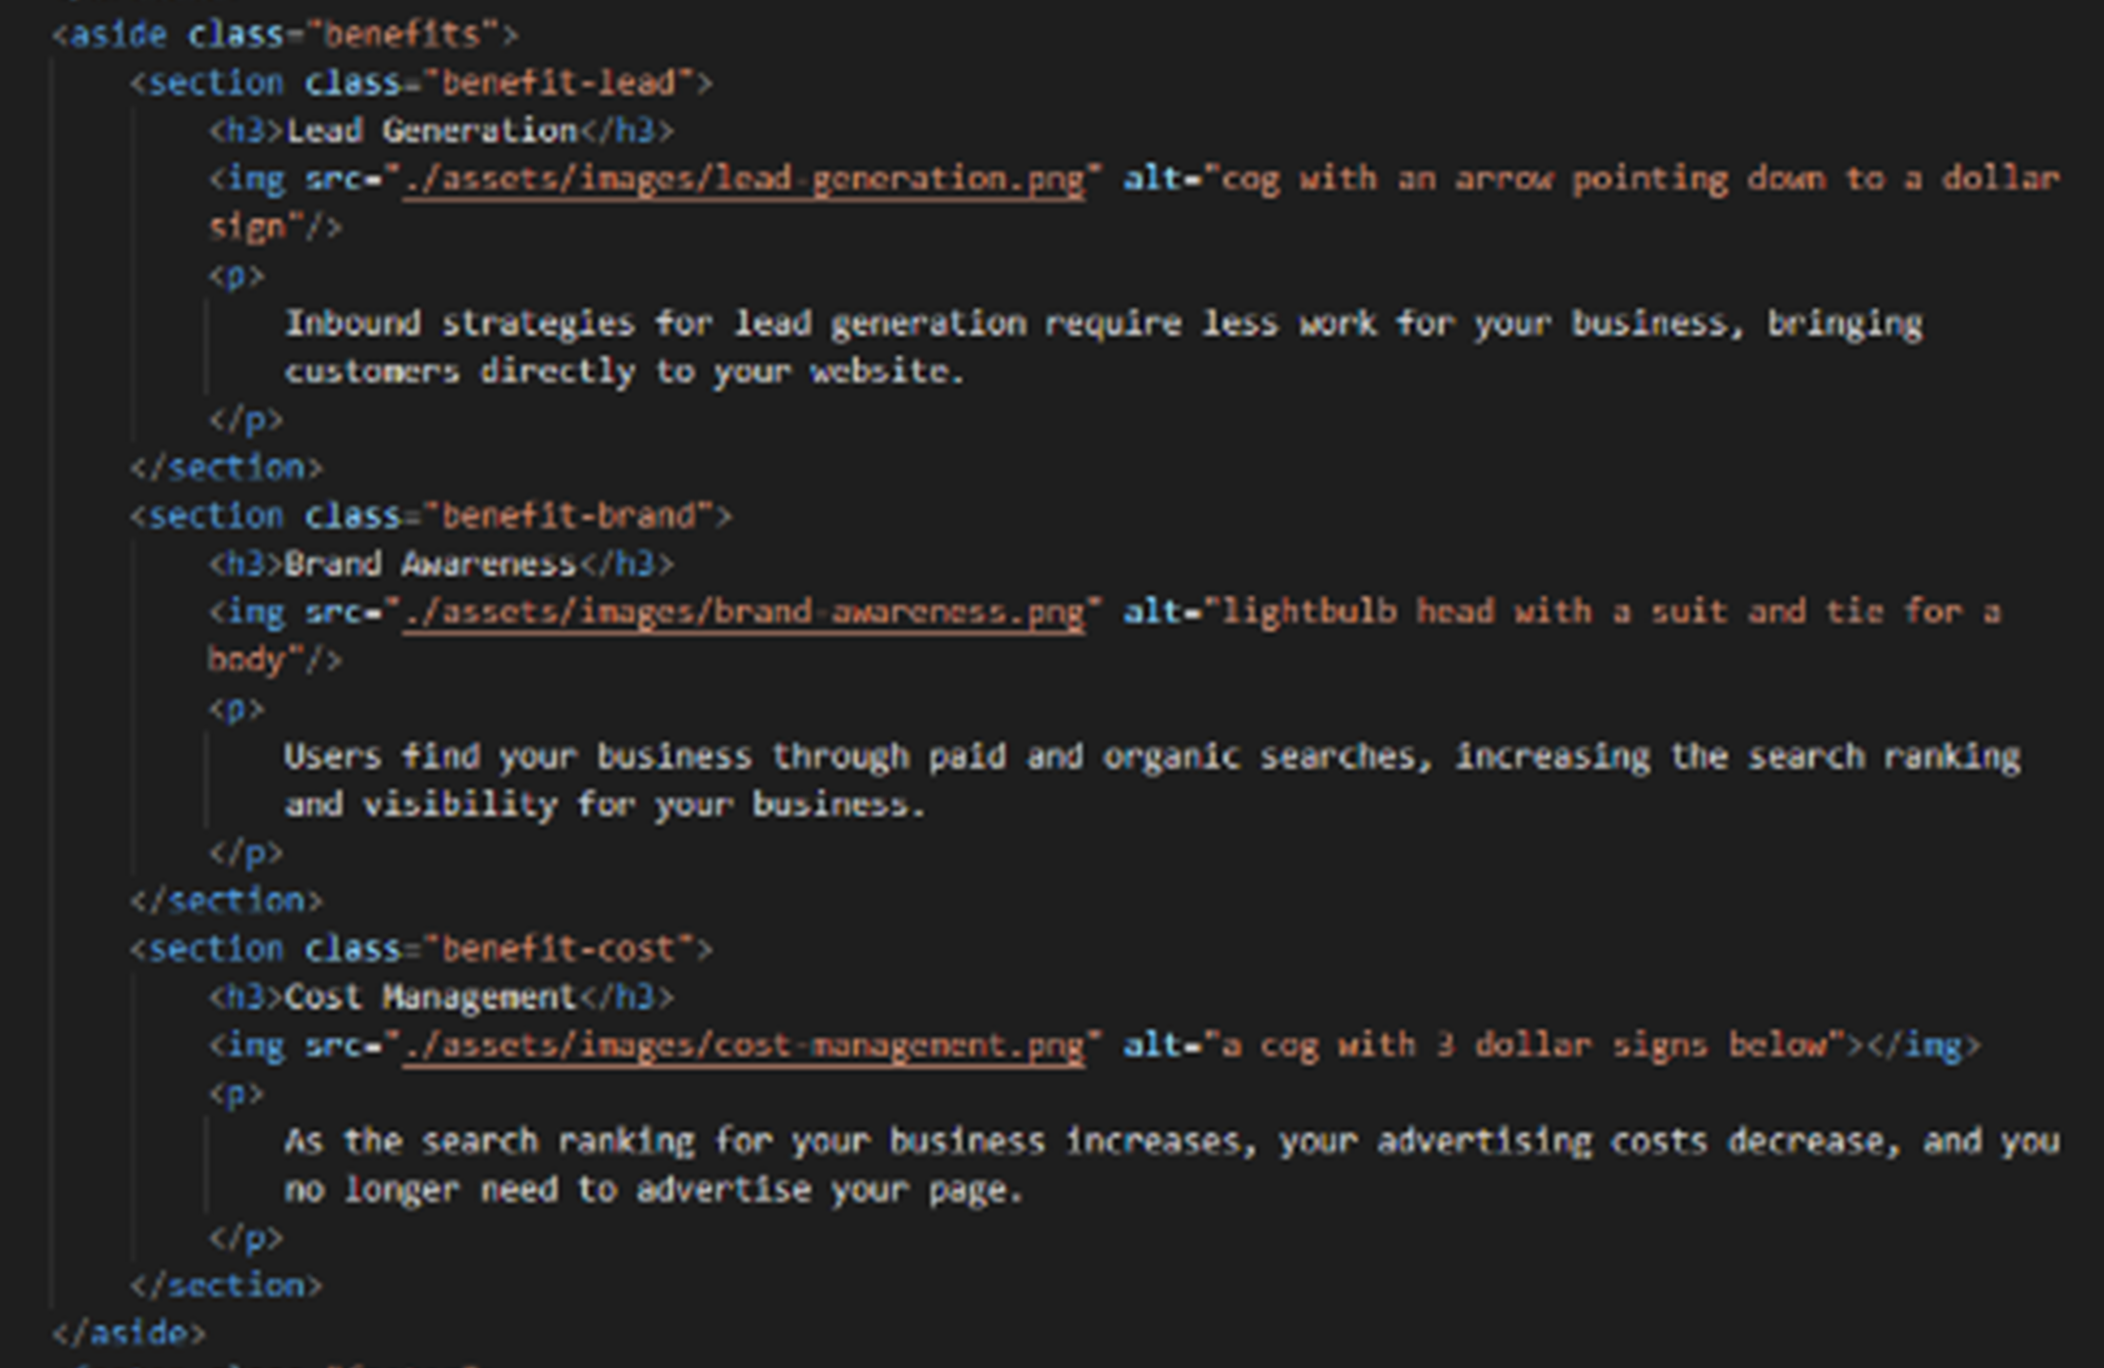 <aside class="benefits">
<section class="benefit-lead">
<h3>Lead Generation</h3>
<img src="./assets/images/lead-generation.png" alt="cog with an arrow pointing down to a dollar
sign"/>
<p>
Inbound strategies for lead generation require less work for your business, bringing
customers directly to your website.
</p>
</section>
<section class="benefit-brand">
<h3>Brand Awareness</h3>
<img src="./assets/images/brand-awareness.png" alt="lightbulb head with a suit and tie for a
body"/>
<p>
Users find your business through paid and organic searches, increasing the search ranking
and visibility for your business.
</p>
</section>
<section class="benefit-cost">
<h3>Cost Management</h3>
<img src="./assets/images/cost-management.png" alt="a cog with 3 dollar signs below"></img>
<p>
As the search ranking for your business increases, your advertising costs decrease, and you
no longer need to advertise your page.
</p>
</section>
</aside>